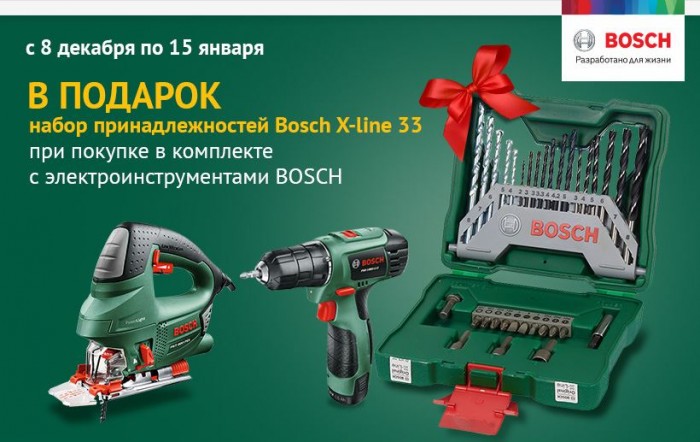 с 8 декабря по 15 января
BOSCH
Разработано для жизни
В ПОДАРОК
набор принадлежностей Bosch X-line 33
при покупке в комплекте
с электроинструментами BOSCH
BOSCH
BOSCH
BOSCH